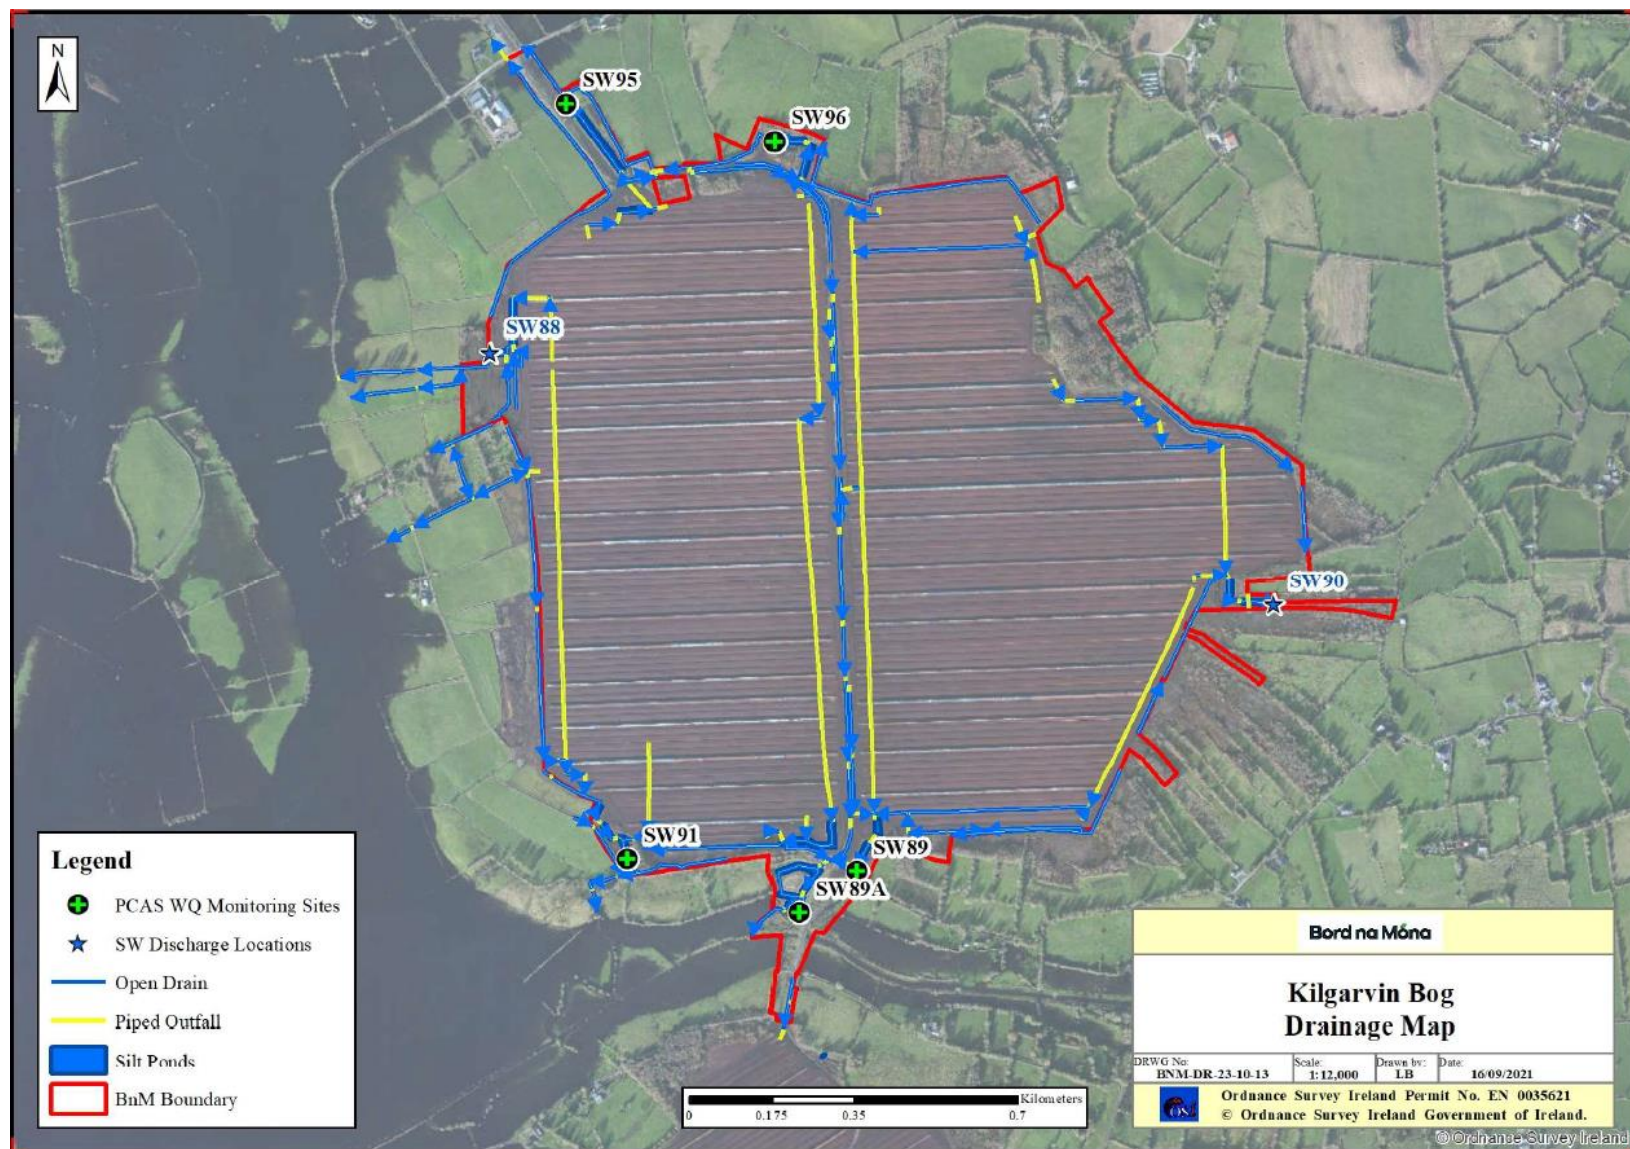 N
SW95
SW96
SW88
SW90
SW91
SW89
SW89A
Legend
PCAS WQ Monitoring Sites
SW Discharge Locations
Open Drain
Piped Outfall
Silt Ponds
BnM Boundary
Kilometers
0 0.175 0.35 0.7
Bord na Móna
Kilgarvin Bog
Drainage Map
DRWG No: Scale: Drawn by: Date:
BNM-DR-23-10-13 1:12,000 LB 16/09/2021
OSi
Ordnance Survey Ireland Permit No. EN 0035621
© Ordnance Survey Ireland Government of Ireland.
© Ordnance Survey Ireland